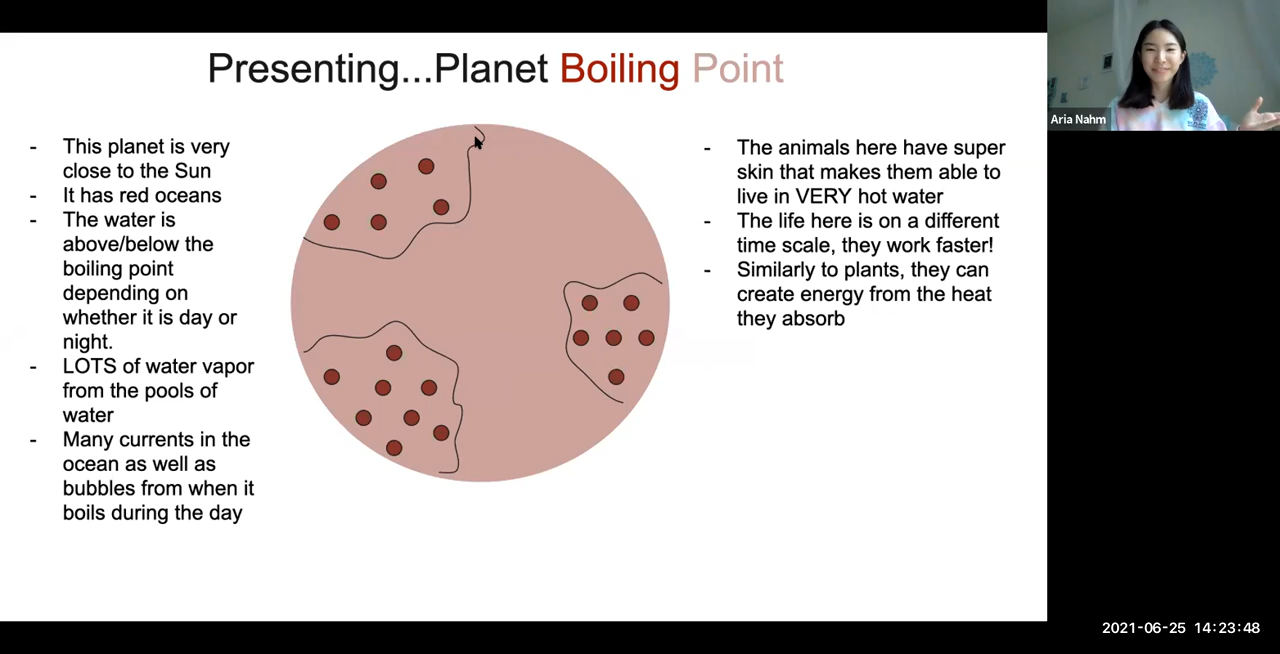 Presenting...Planet Boiling Point
- This planet is very
close to the Sun
- It has red oceans
- The water is
above/below the
boiling point
depending on
whether it is day or
night.
- LOTS of water vapor
from the pools of
water
- Many currents in the
ocean as well as
bubbles from when it
boils during the day
- The animals here have super
skin that makes them able to
live in VERY hot water
- The life here is on a different
time scale, they work faster!
- Similarly to plants, they can
create energy from the heat
they absorb
Aria Nahm
2021-06-25 14:23:48